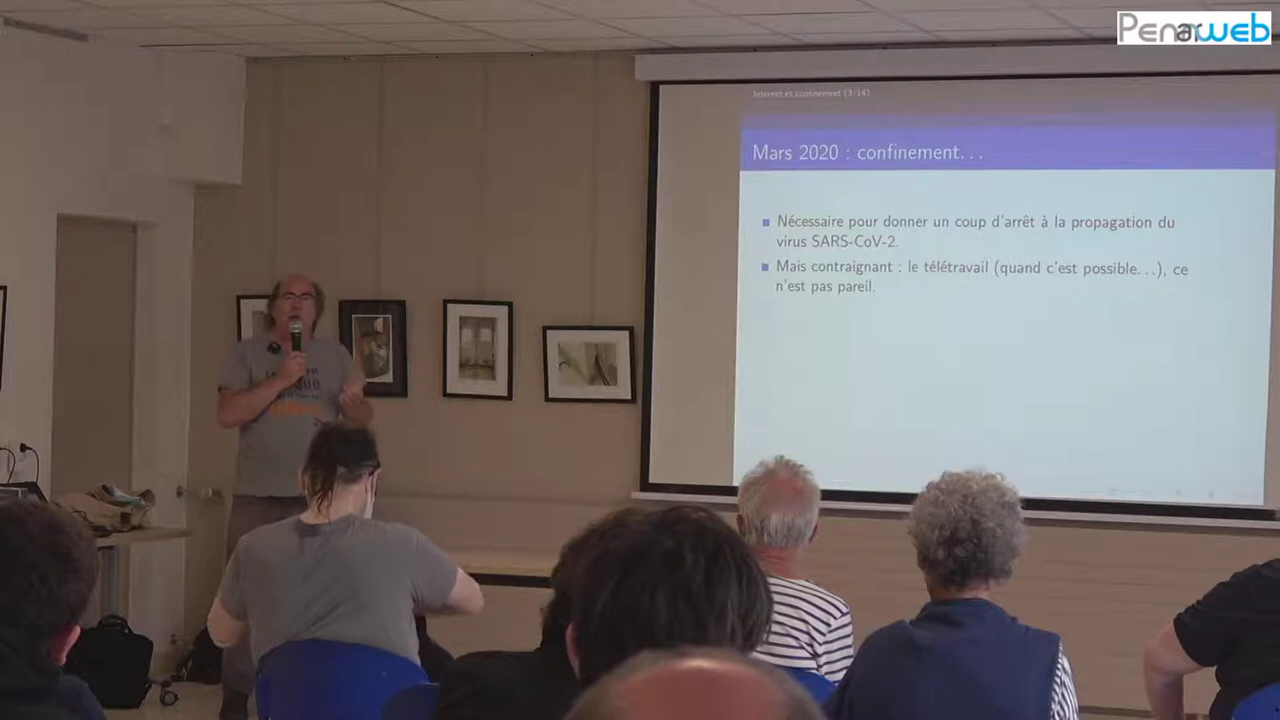 Penarweb
Internet et confinement (3/14)
Mars 2020 : confinement...
Nécessaire pour donner un coup d'arrêt à la propagation du
virus SARS-CoV-2.
Mais contraignant : le télétravail (quand c'est possible...), ce
n'est pas pareil.